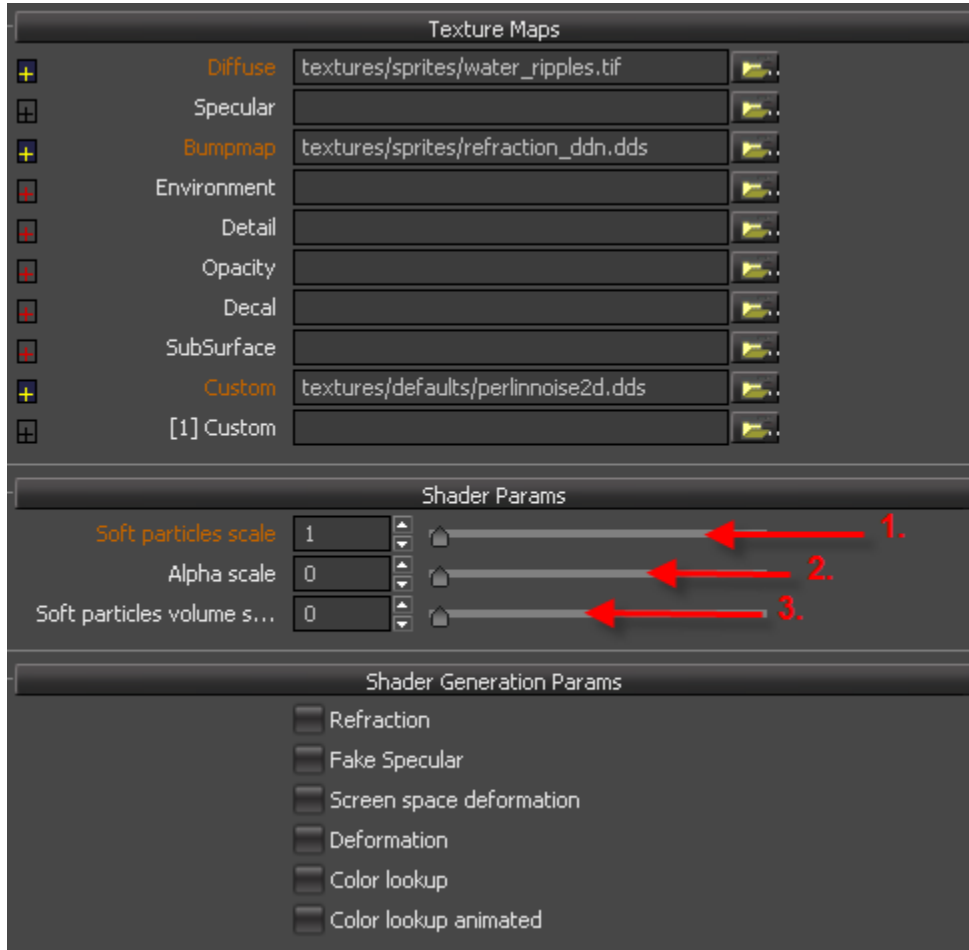 Texture Maps
Diffuse textures/sprites/water_ripples.tif
Specular
Bumpmap textures/sprites/refraction_ddn.dds
Environment
Detail
Opacity
Decal
SubSurface
Custom textures/defaults/perlinnoise2d.dds
[1] Custom
Shader Params
Soft particles scale 1 1.
Alpha scale 0 2.
Soft particles volume s... 0 3.
Shader Generation Params
Refraction
Fake Specular
Screen space deformation
Deformation
Color lookup
Color lookup animated